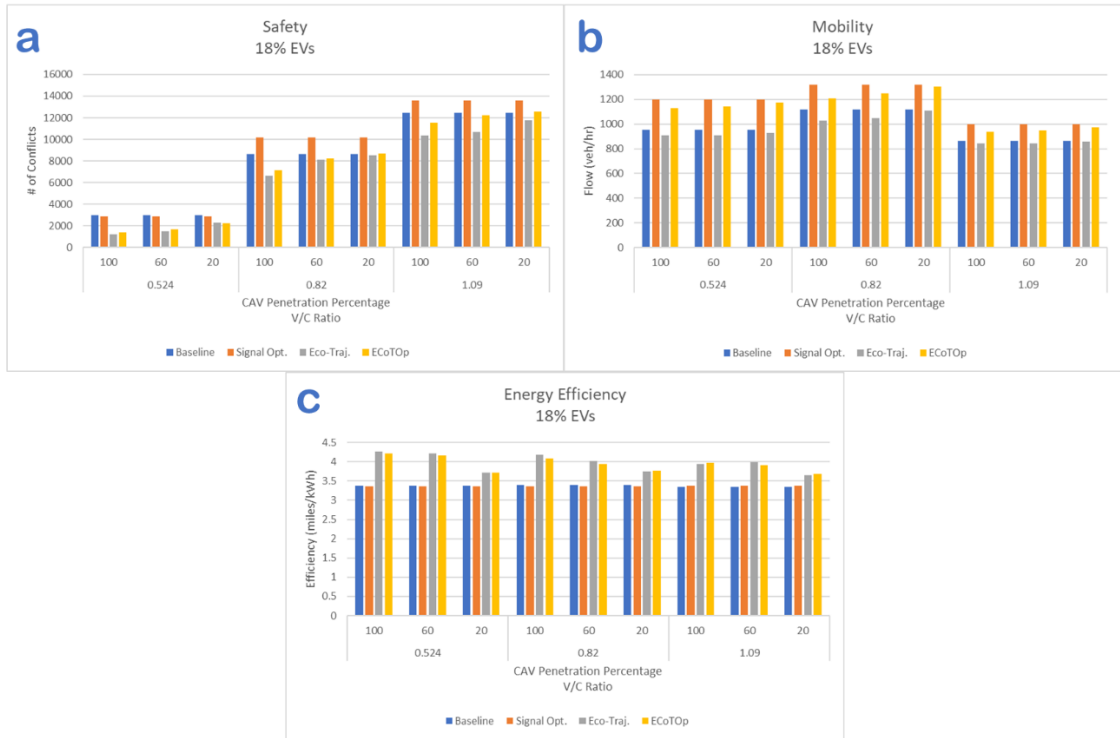 a
Safety
18% EVs
16000
14000
12000
10000
8000
6000
4000
2000
0
# of Conflicts
100 60 20 100 60 20 100 60 20
0.524 0.82 1.09
CAV Penetration Percentage
V/C Ratio
Baseline Signal Opt. Eco-Traj. ECoTOp
b
Mobility
18% EVs
1400
1200
1000
800
600
400
200
0
Flow (veh/hr)
100 60 20 100 60 20 100 60 20
0.524 0.82 1.09
CAV Penetration Percentage
V/C Ratio
Baseline Signal Opt. Eco-Traj. ECoTOp
c
Energy Efficiency
18% EVs
4.5
4
3.5
3
2.5
2
1.5
1
0.5
0
Efficiency (miles/kWh)
100 60 20 100 60 20 100 60 20
0.524 0.82 1.09
CAV Penetration Percentage
V/C Ratio
Baseline Signal Opt. Eco-Traj. ECoTOp